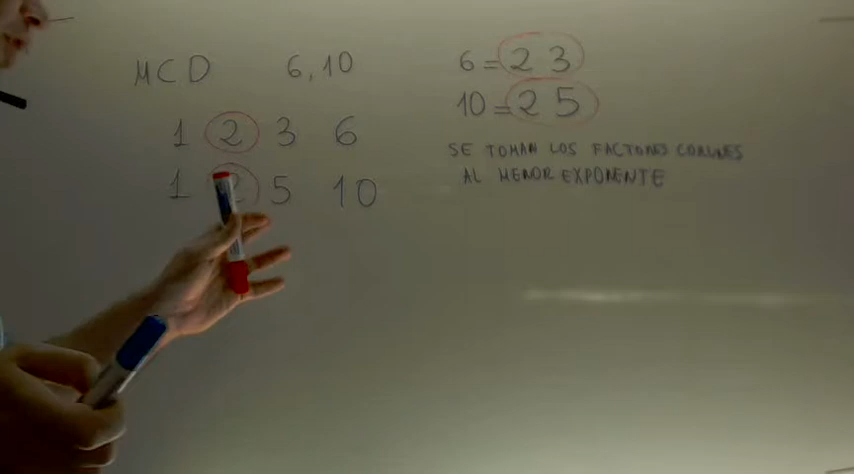 MCD 6,10
1 2 3 6
1 2 5 10
6 = 2 3
10 = 2 5
SE TOMAN LOS FACTORES COMUNES
AL MENOR EXPONENTE